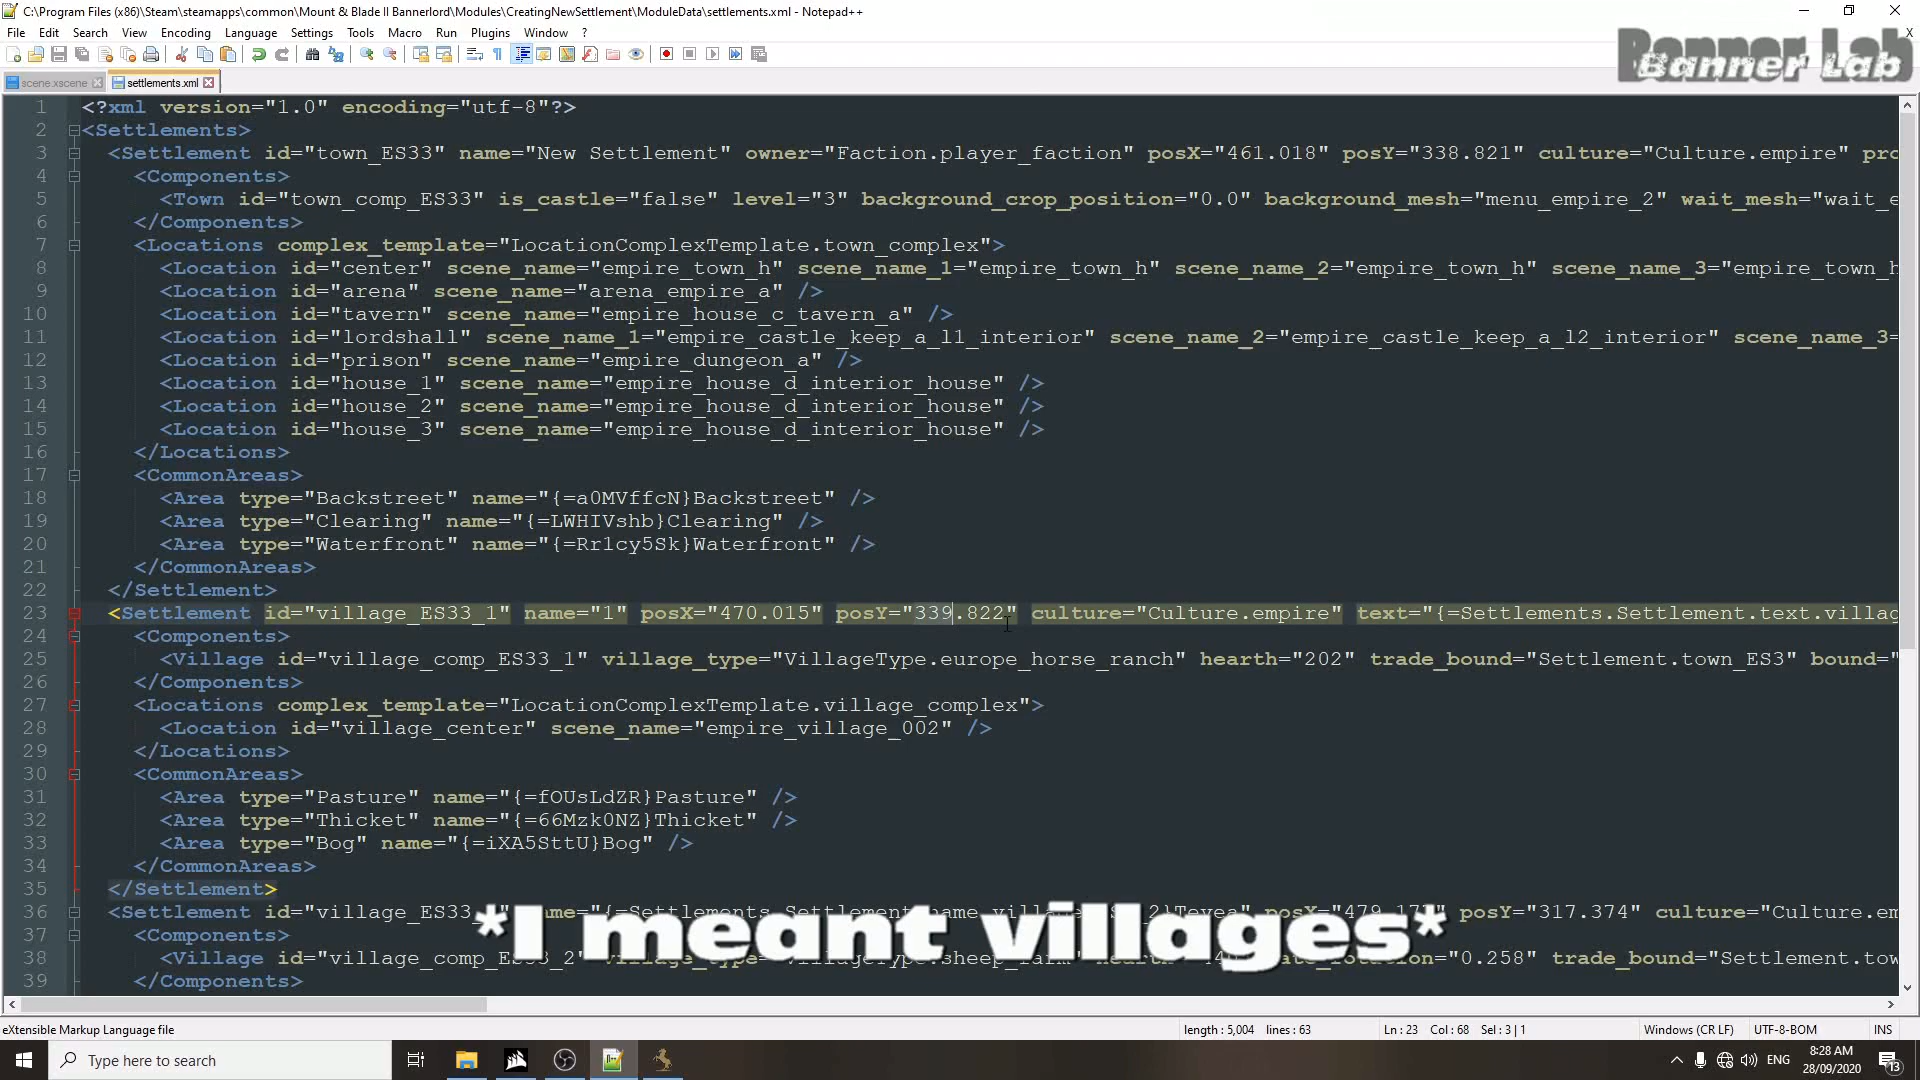 C:\Program Files (x86)\Steam\steamapps\common\Mount & Blade II Bannerlord\Modules\CreatingNewSettlement\ModuleData\settlements.xml - Notepad++
File Edit Search View Encoding Language Settings Tools Macro Run Plugins Window ? X
Banner Lab
scene.xscene settlements.xml
1 <?xml version="1.0" encoding="utf-8"?>
2 <Settlements>
3 <Settlement id="town_ES33" name="New Settlement" owner="Faction.player_faction" posX="461.018" posY="338.821" culture="Culture.empire" pro
4 <Components>
5 <Town id="town_comp_ES33" is_castle="false" level="3" background_crop_position="0.0" background_mesh="menu_empire_2" wait_mesh="wait_e
6 </Components>
7 <Locations complex_template="LocationComplexTemplate.town_complex">
8 <Location id="center" scene_name="empire_town_h" scene_name_1="empire_town_h" scene_name_2="empire_town_h" scene_name_3="empire_town_h
9 <Location id="arena" scene_name="arena_empire_a" />
10 <Location id="tavern" scene_name="empire_house_c_tavern_a" />
11 <Location id="lordshall" scene_name_1="empire_castle_keep_a_l1_interior" scene_name_2="empire_castle_keep_a_l2_interior" scene_name_3=
12 <Location id="prison" scene_name="empire_dungeon_a" />
13 <Location id="house_1" scene_name="empire_house_d_interior_house" />
14 <Location id="house_2" scene_name="empire_house_d_interior_house" />
15 <Location id="house_3" scene_name="empire_house_d_interior_house" />
16 </Locations>
17 <CommonAreas>
18 <Area type="Backstreet" name="{=a0MVffcN}Backstreet" />
19 <Area type="Clearing" name="{=LWHIVshb}Clearing" />
20 <Area type="Waterfront" name="{=Rr1cy5Sk}Waterfront" />
21 </CommonAreas>
22 </Settlement>
23 <Settlement id="village_ES33_1" name="1" posX="470.015" posY="339.822" culture="Culture.empire" text="{=Settlements.Settlement.text.villag
24 <Components>
25 <Village id="village_comp_ES33_1" village_type="VillageType.europe_horse_ranch" hearth="202" trade_bound="Settlement.town_ES3" bound="
26 </Components>
27 <Locations complex_template="LocationComplexTemplate.village_complex">
28 <Location id="village_center" scene_name="empire_village_002" />
29 </Locations>
30 <CommonAreas>
31 <Area type="Pasture" name="{=fOUsLdZR}Pasture" />
32 <Area type="Thicket" name="{=66Mzk0NZ}Thicket" />
33 <Area type="Bog" name="{=iXA5SttU}Bog" />
34 </CommonAreas>
35 </Settlement>
36 <Settlement id="village_ES33_ posY="317.374" culture="Culture.em
*I meant villages*
37 <Components>
38 <Village id="village_comp_ES33_2" "0.258" trade_bound="Settlement.tow
39 </Components>
eXtensible Markup Language file length : 5,004 lines : 63 Ln : 23 Col : 68 Sel : 3 | 1 Windows (CR LF) UTF-8-BOM INS
Type here to search ENG 8:28 AM
28/09/2020 13